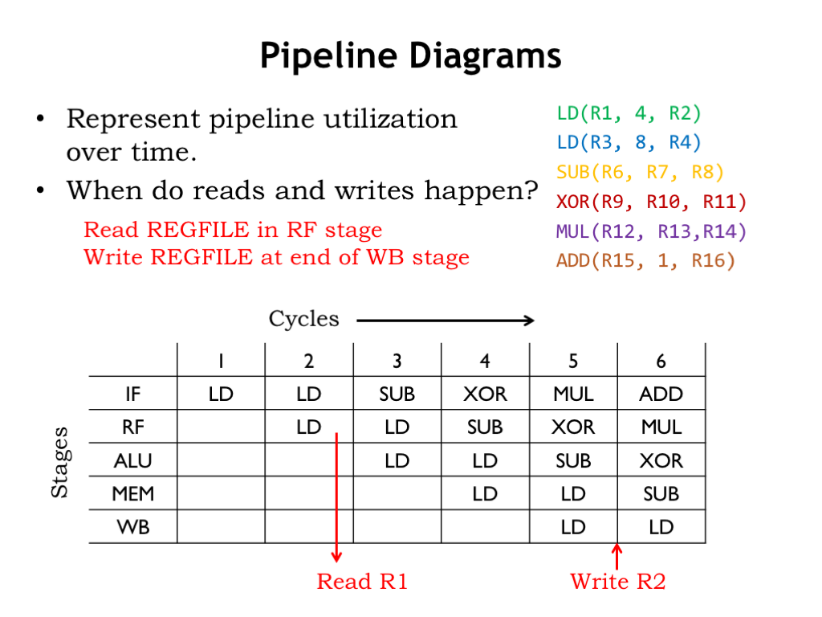 Pipeline Diagrams
• Represent pipeline utilization
over time.
• When do reads and writes happen?
Read REGFILE in RF stage
Write REGFILE at end of WB stage
LD(R1, 4, R2)
LD(R3, 8, R4)
SUB(R6, R7, R8)
XOR(R9, R10, R11)
MUL(R12, R13,R14)
ADD(R15, 1, R16)
Cycles
1 2 3 4 5 6
IF LD LD SUB XOR MUL ADD
RF LD LD SUB XOR MUL
ALU LD LD SUB XOR
MEM LD LD SUB
WB LD LD
Stages
Read R1
Write R2